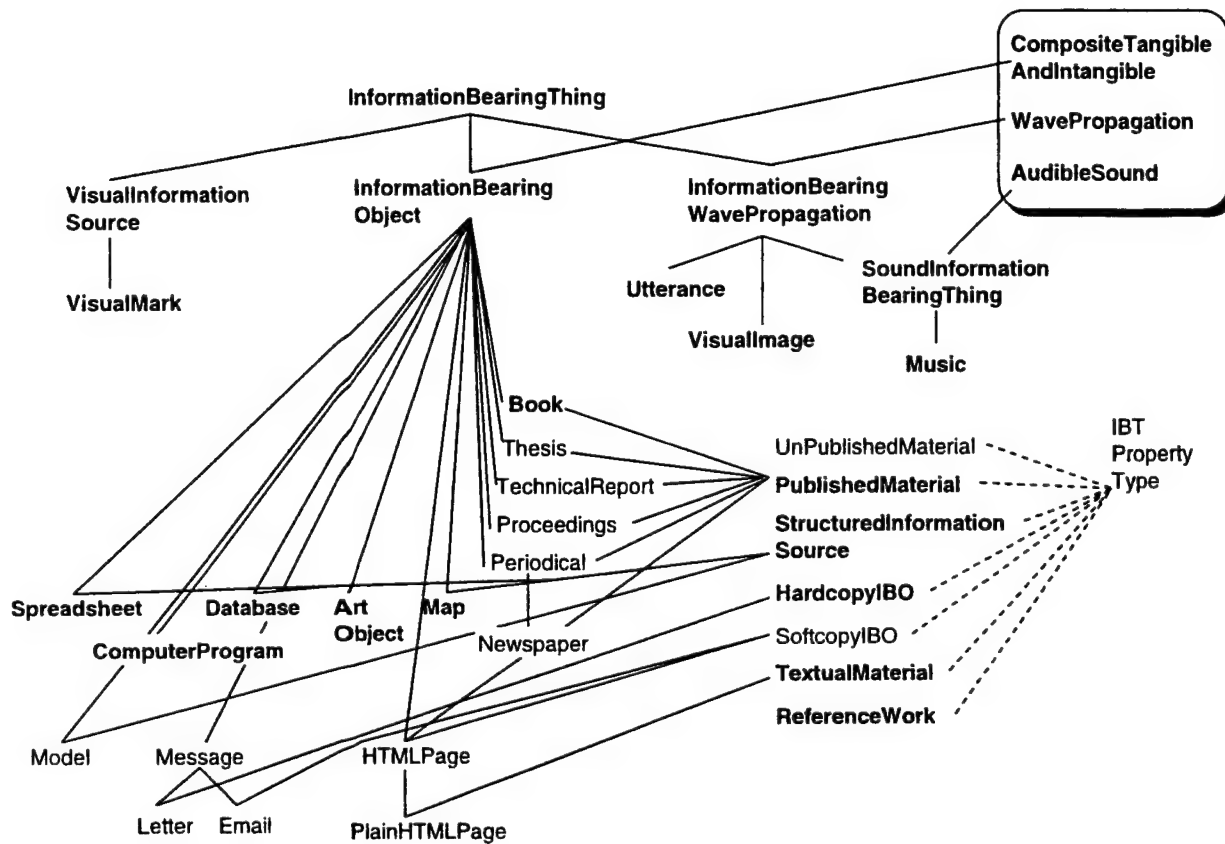 CompositeTangible
AndIntangible
InformationBearingThing
WavePropagation
AudibleSound
VisualInformation
Source
InformationBearing
Object
InformationBearing
WavePropagation
SoundInformation
BearingThing
Utterance
VisualMark
VisualImage
Music
Book
Thesis
TechnicalReport
Proceedings
Periodical
UnPublishedMaterial
PublishedMaterial
StructuredInformation
Source
HardcopyIBO
SoftcopyIBO
TextualMaterial
ReferenceWork
IBT
Property
Type
Spreadsheet
Database
Art
Object
Map
ComputerProgram
Newspaper
Model
Message
HTMLPage
Letter
Email
PlainHTMLPage